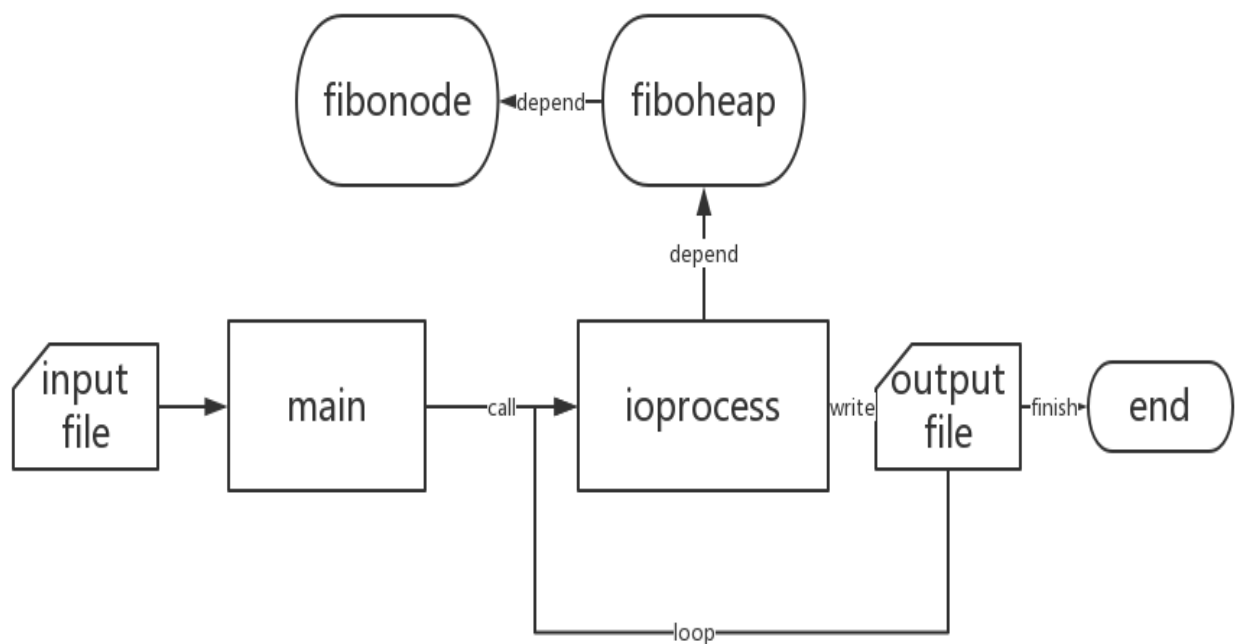 fibonode
depend
fiboheap
depend
input
file
main
call
ioprocess
write
output
file
finish
end
loop